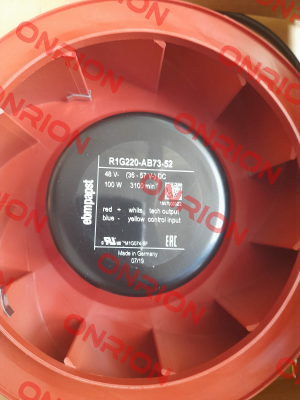 R1G220-AB73-52
48 V- (36 - 57 V-) DC
100 W 3100 min
red + white, tach output
blue - yellow control input
ebmpapst
EAC
Made in Germany
07/19
ONRION